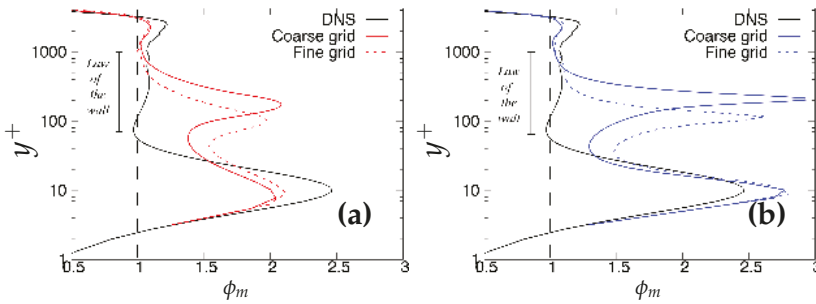 DNS
Coarse grid
Fine grid
1000
Law
of
the
wall
y+
100
10
(a)
1
0.5
1
1.5
2
2.5
3
ϕm
DNS
Coarse grid
Fine grid
1000
Law
of
the
wall
y+
100
10
(b)
1
0.5
1
1.5
2
2.5
3
ϕm